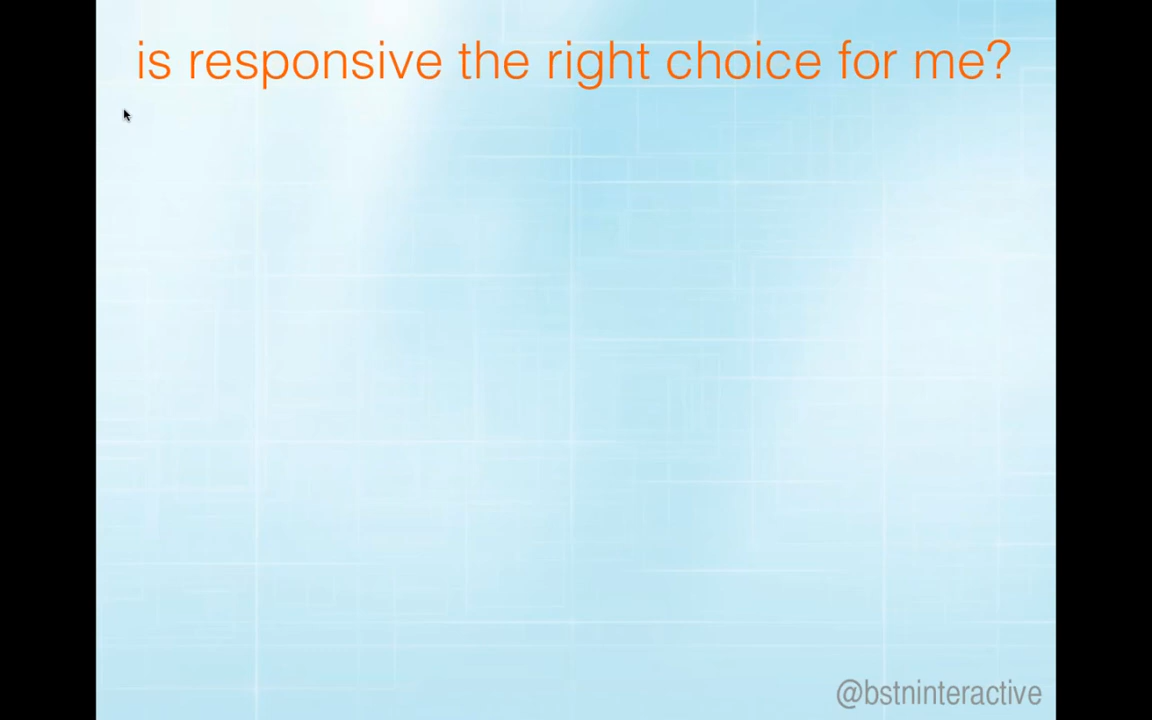 is responsive the right choice for me?
@bstninteractive